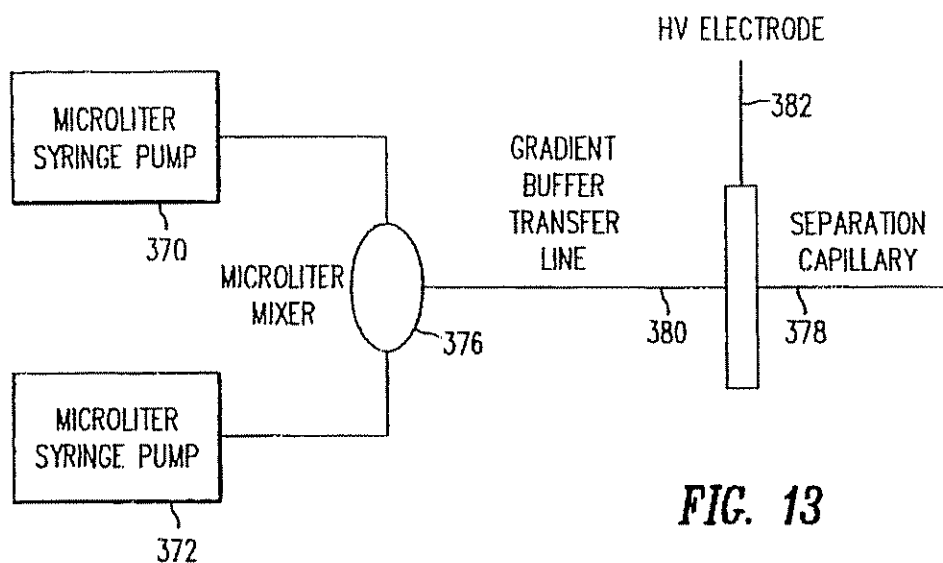 HV ELECTRODE
382
MICROLITER
SYRINGE PUMP
370
GRADIENT
BUFFER
TRANSFER
LINE
SEPARATION
CAPILLARY
MICROLITER
MIXER
376
380
378
MICROLITER
SYRINGE PUMP
372
FIG. 13